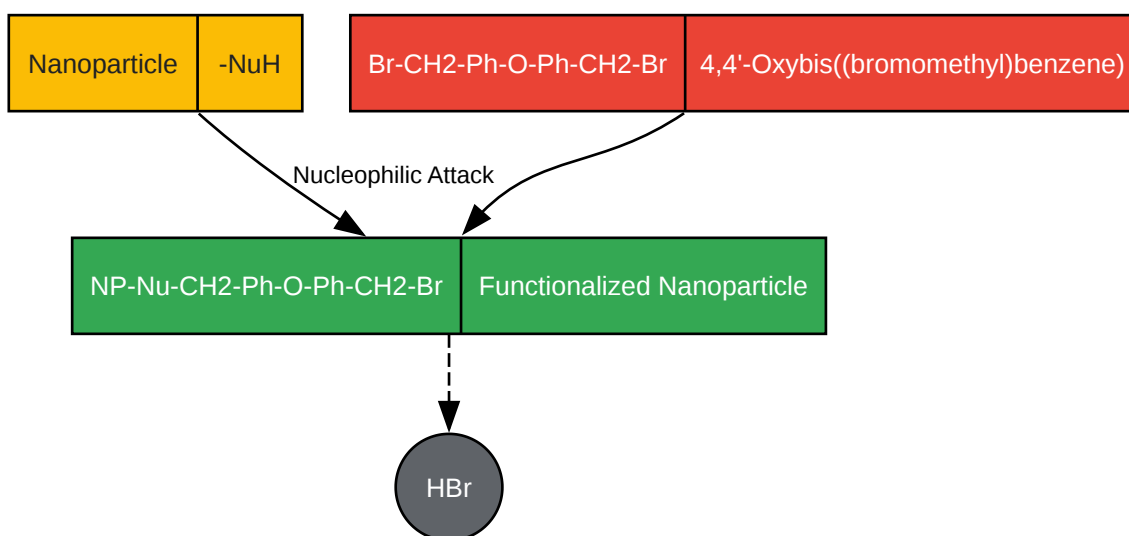 Nanoparticle
-NuH
Br-CH2-Ph-O-Ph-CH2-Br
4,4'-Oxybis((bromomethyl)benzene)
Nucleophilic Attack
NP-Nu-CH2-Ph-O-Ph-CH2-Br
Functionalized Nanoparticle
HBr